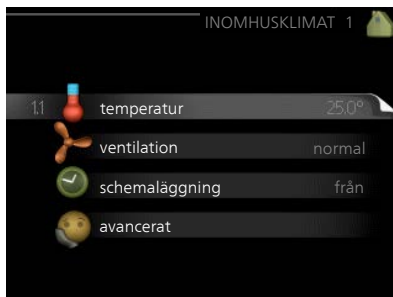 INOMHUSKLIMAT 1
1.1 temperatur 25.0°
ventilation normal
schemaläggning från
avancerat